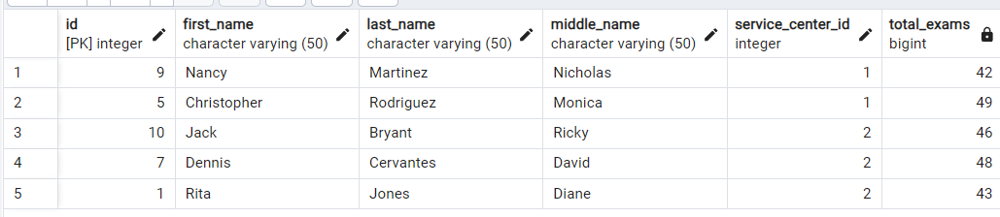 id first_name last_name middle_name service_center_id total_exams
[PK] integer character varying (50) character varying (50) character varying (50) integer bigint
1 9 Nancy Martinez Nicholas 1 42
2 5 Christopher Rodriguez Monica 1 49
3 10 Jack Bryant Ricky 2 46
4 7 Dennis Cervantes David 2 48
5 1 Rita Jones Diane 2 43